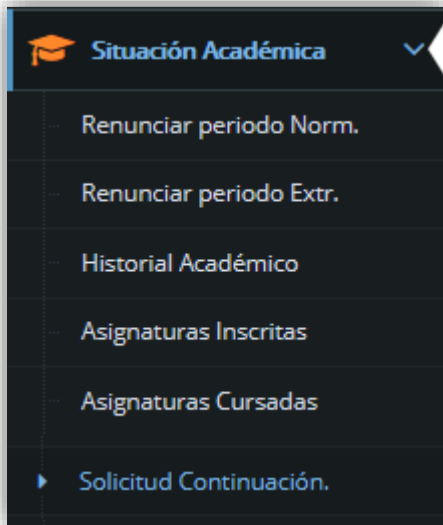 Situación Académica
Renunciar periodo Norm.
Renunciar periodo Extr.
Historial Académico
Asignaturas Inscritas
Asignaturas Cursadas
Solicitud Continuación.